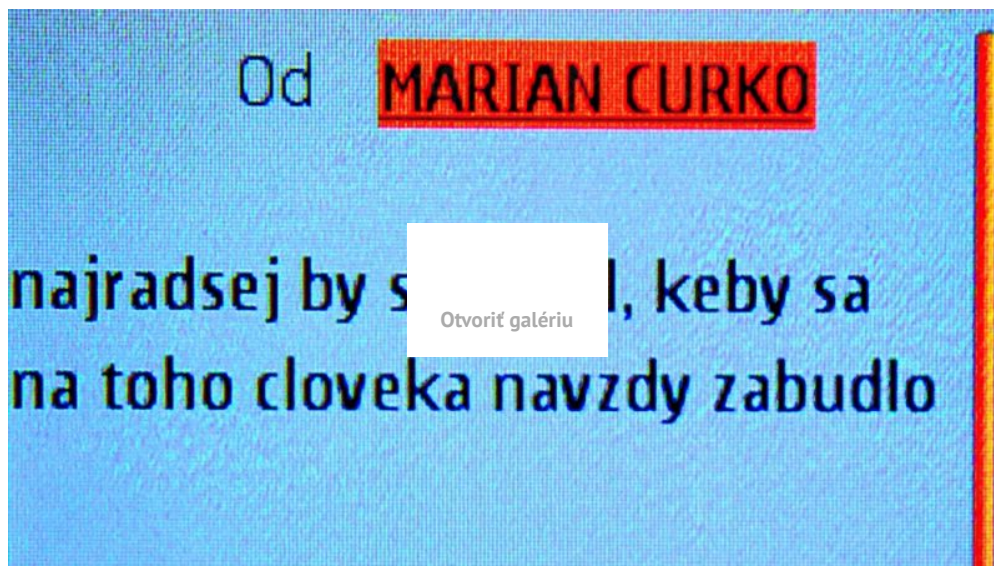 Od MARIAN CURKO
najradsej by , keby sa
Otvoriť galériu
na toho cloveka navzdy zabudlo